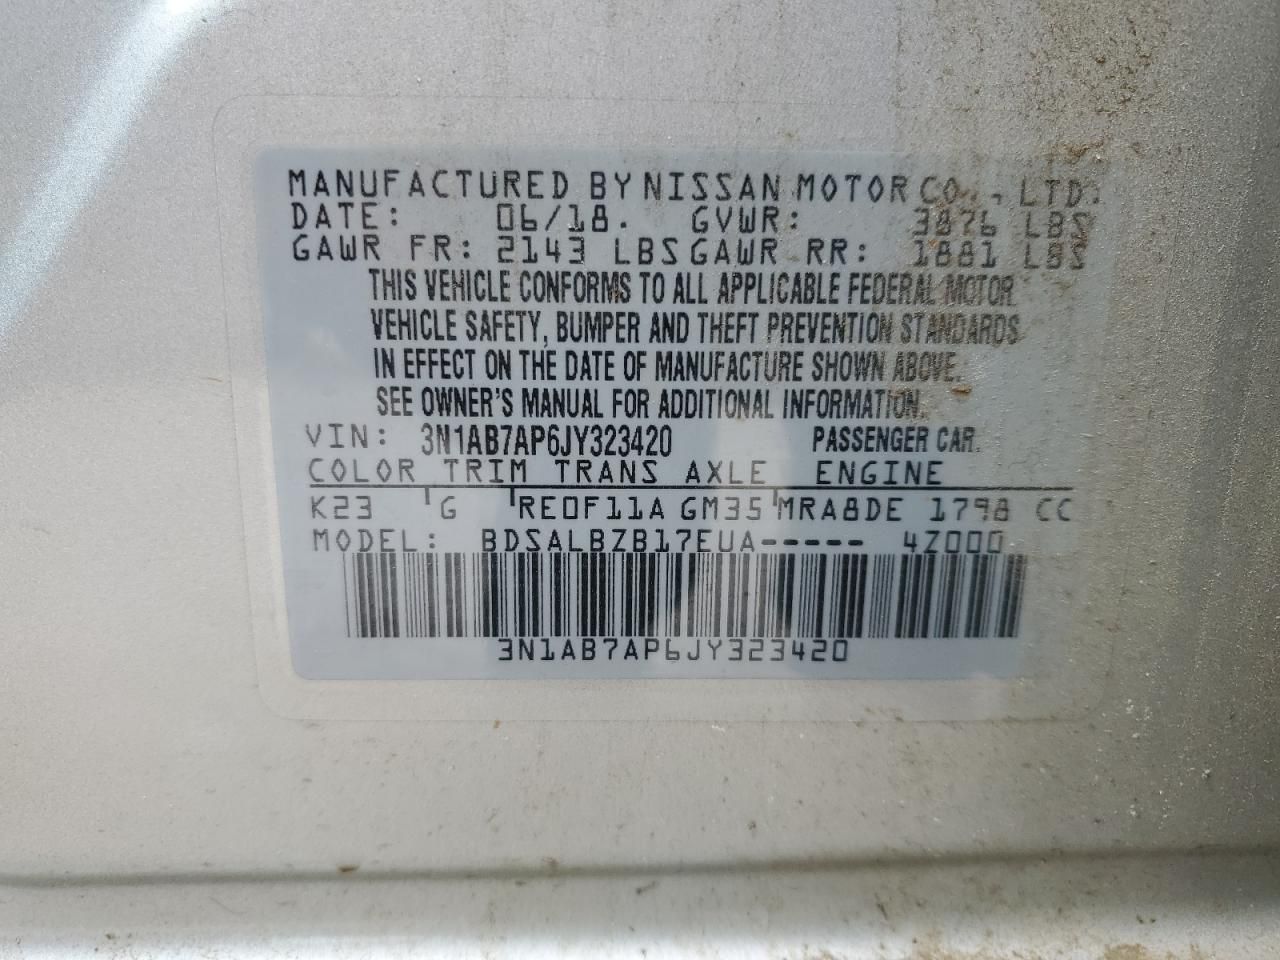 MANUFACTURED BY NISSAN MOTOR CO., LTD.
DATE: 06/18. GVWR: 3876 LBS
GAWR FR: 2143 LBS GAWR RR: 1881 LBS
THIS VEHICLE CONFORMS TO ALL APPLICABLE FEDERAL MOTOR
VEHICLE SAFETY, BUMPER AND THEFT PREVENTION STANDARDS
IN EFFECT ON THE DATE OF MANUFACTURE SHOWN ABOVE.
SEE OWNER'S MANUAL FOR ADDITIONAL INFORMATION.
VIN: 3N1AB7AP6JY323420 PASSENGER CAR.
COLOR TRIM TRANS AXLE ENGINE
K23 G RE0F11A GM35 MRA8DE 1798 CC
MODEL: BDSALBZB17EUA----- 4Z000
3N1AB7AP6JY323420